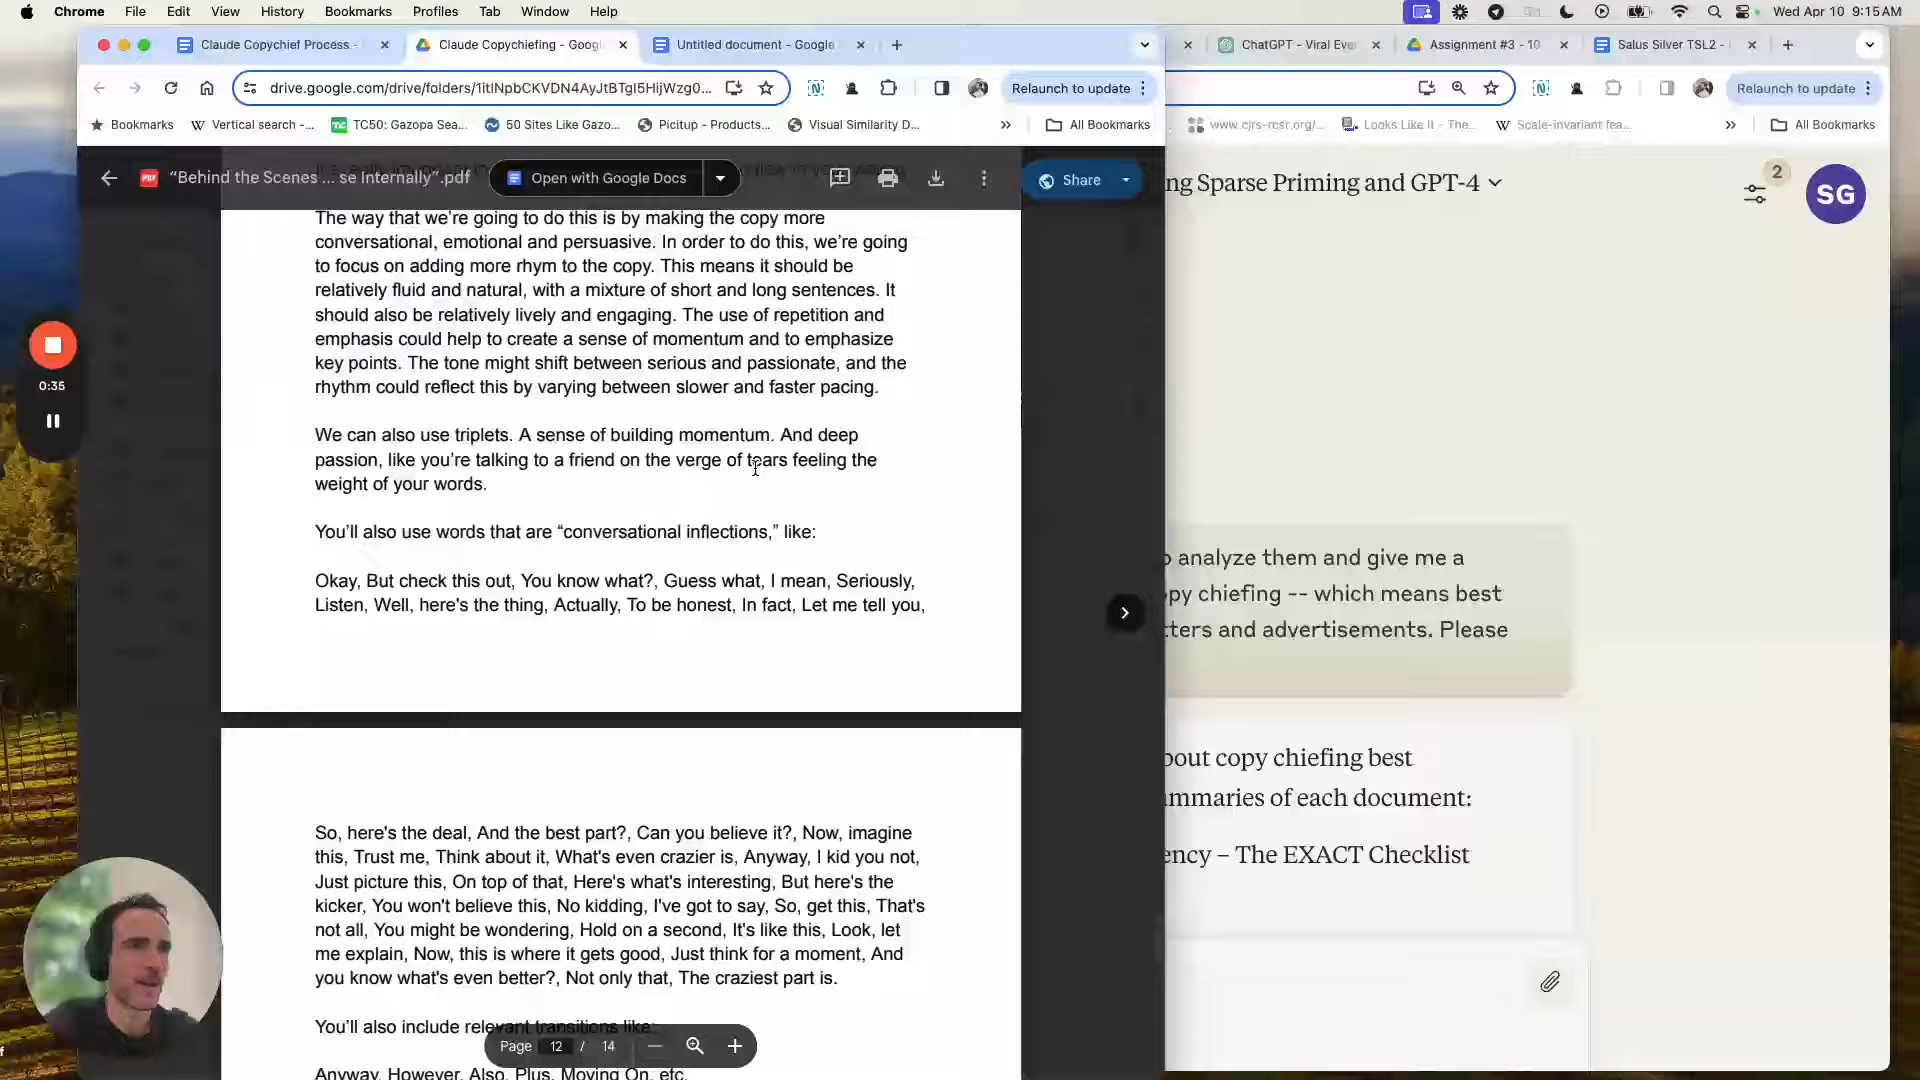 Chrome File Edit View History Bookmarks Profiles Tab Window Help
Wed Apr 10 9:15 AM
Claude Copychief Process -
Claude Copychiefing - Googl
Untitled document - Google
ChatGPT - Viral Eve
Assignment #3 - 10
Salus Silver TSL2 -
drive.google.com/drive/folders/1itINpbCKVDN4AyJtBTgI5HIjWzg0...
Relaunch to update
Relaunch to update
Bookmarks
Vertical search -...
TC50: Gazopa Sea...
50 Sites Like Gazo...
Picitup - Products...
Visual Similarity D...
All Bookmarks
www.cjrs-rcsr.org/...
Looks Like It - The...
Scale-invariant fea...
All Bookmarks
PDF
“Behind the Scenes ... se Internally”.pdf
Open with Google Docs
Share
ng Sparse Priming and GPT-4
2
SG
The way that we’re going to do this is by making the copy more
conversational, emotional and persuasive. In order to do this, we’re going
to focus on adding more rhym to the copy. This means it should be
relatively fluid and natural, with a mixture of short and long sentences. It
should also be relatively lively and engaging. The use of repetition and
emphasis could help to create a sense of momentum and to emphasize
key points. The tone might shift between serious and passionate, and the
rhythm could reflect this by varying between slower and faster pacing.
We can also use triplets. A sense of building momentum. And deep
passion, like you’re talking to a friend on the verge of tears feeling the
weight of your words.
You’ll also use words that are “conversational inflections,” like:
Okay, But check this out, You know what?, Guess what, I mean, Seriously,
Listen, Well, here's the thing, Actually, To be honest, In fact, Let me tell you,
So, here's the deal, And the best part?, Can you believe it?, Now, imagine
this, Trust me, Think about it, What's even crazier is, Anyway, I kid you not,
Just picture this, On top of that, Here's what's interesting, But here's the
kicker, You won't believe this, No kidding, I've got to say, So, get this, That's
not all, You might be wondering, Hold on a second, It's like this, Look, let
me explain, Now, this is where it gets good, Just think for a moment, And
you know what's even better?, Not only that, The craziest part is.
You’ll also include relevant transitions like:
Anyway, However, Also, Plus, Moving On, etc.
Page 12 / 14
0:35
analyze them and give me a
py chiefing -- which means best
tters and advertisements. Please
bout copy chiefing best
mmaries of each document:
ency – The EXACT Checklist